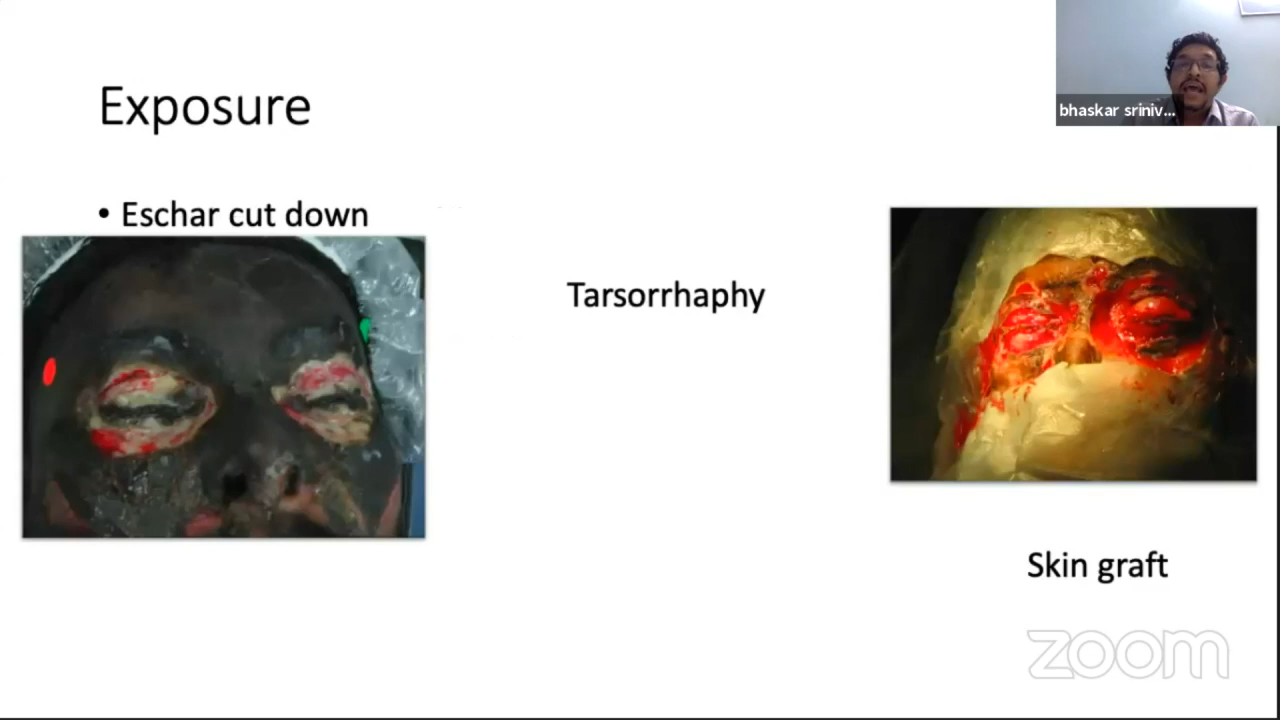 bhaskar sriniv...
Exposure
• Eschar cut down
Tarsorrhaphy
Skin graft
zoom